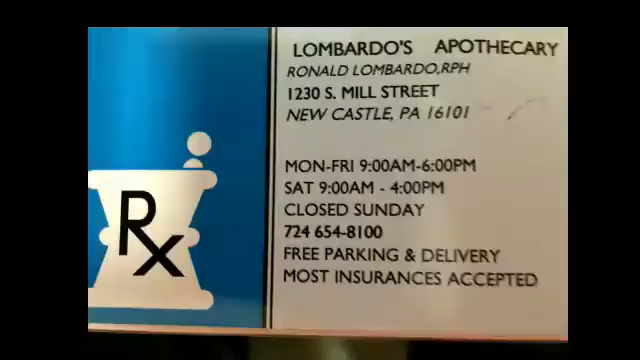 LOMBARDO'S APOTHECARY
RONALD LOMBARDO,RPH
1230 S. MILL STREET
NEW CASTLE, PA 16101
MON-FRI 9:00AM-6:00PM
SAT 9:00AM - 4:00PM
CLOSED SUNDAY
724 654-8100
FREE PARKING & DELIVERY
MOST INSURANCES ACCEPTED
Rx